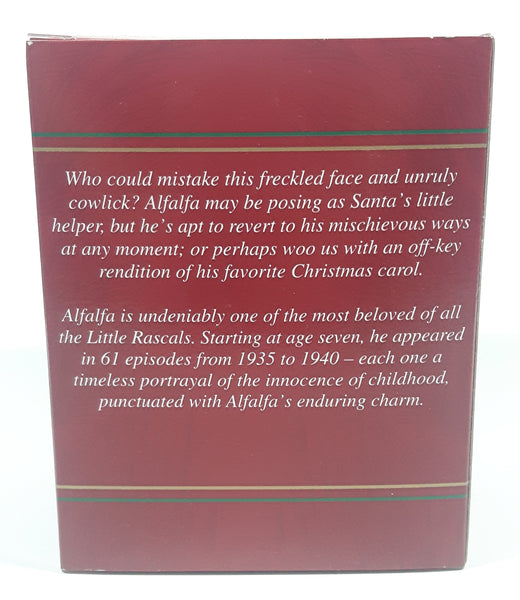 Who could mistake this freckled face and unruly
cowlick? Alfalfa may be posing as Santa's little
helper, but he's apt to revert to his mischievous ways
at any moment; or perhaps woo us with an off-key
rendition of his favorite Christmas carol.
Alfalfa is undeniably one of the most beloved of all
the Little Rascals. Starting at age seven, he appeared
in 61 episodes from 1935 to 1940 – each one a
timeless portrayal of the innocence of childhood,
punctuated with Alfalfa's enduring charm.